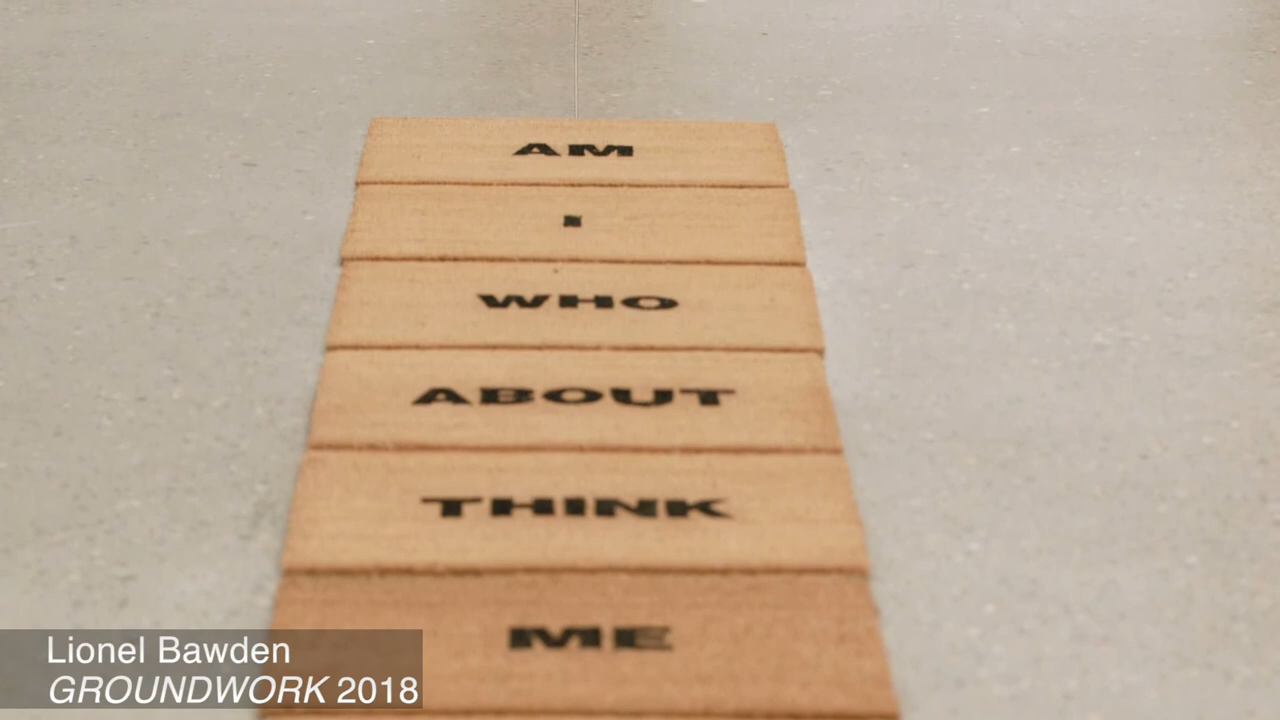 AM
I
WHO
ABOUT
THINK
ME
Lionel Bawden
GROUNDWORK 2018